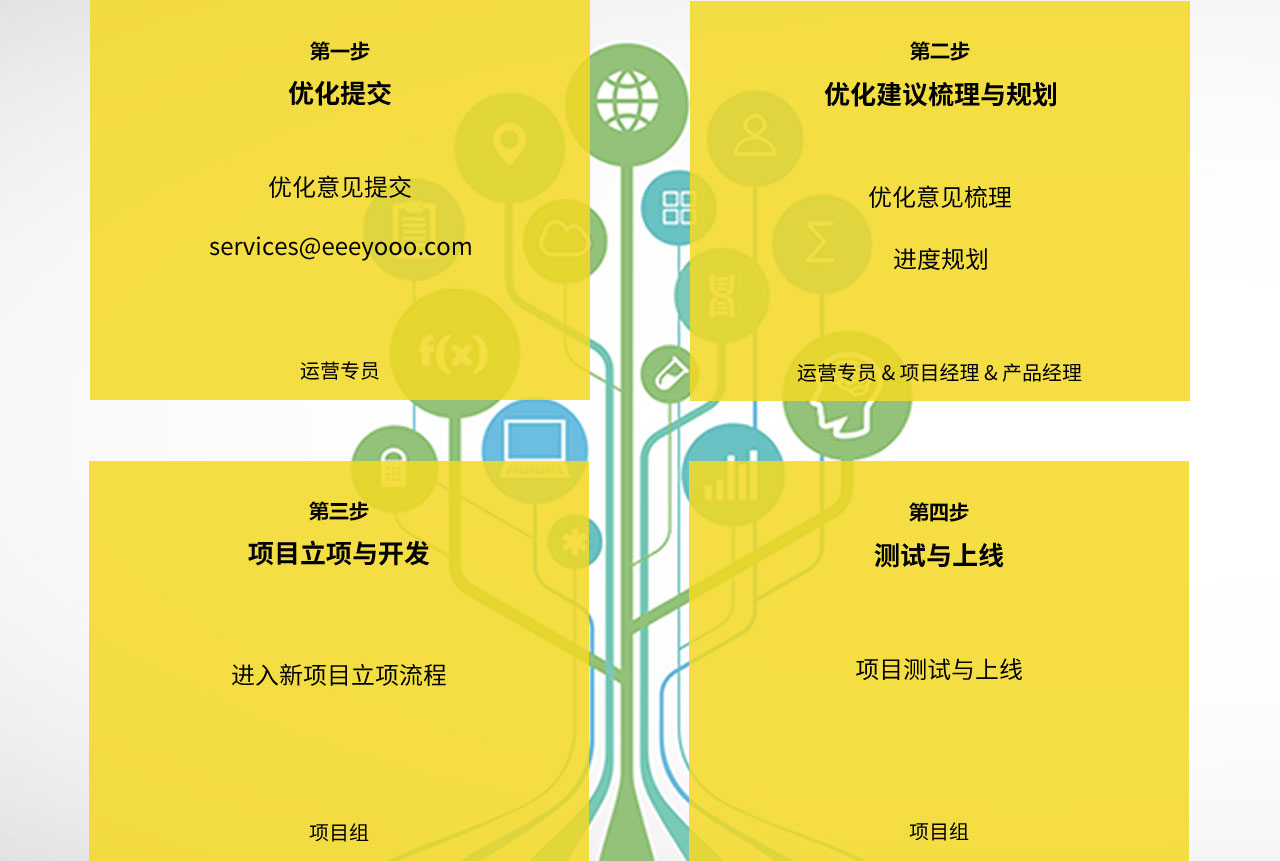 第一步
优化提交
优化意见提交
services@eeeyooo.com
运营专员
第二步
优化建议梳理与规划
优化意见梳理
进度规划
运营专员 & 项目经理 & 产品经理
f(x)
Σ
第三步
项目立项与开发
进入新项目立项流程
项目组
第四步
测试与上线
项目测试与上线
项目组